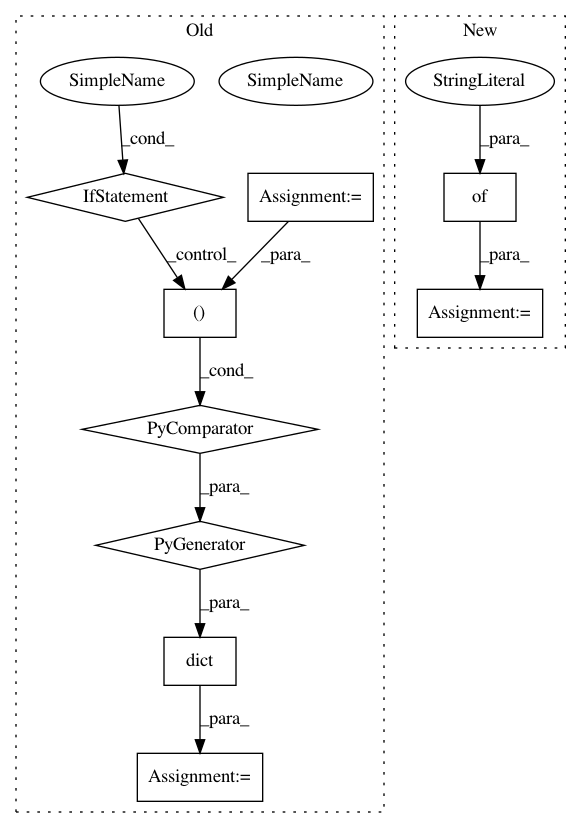 Old
New
SimpleName
SimpleName
StringLiteral
_cond_
_para_
IfStatement
Assignment:=
of
_control_
_para_
_para_
()
Assignment:=
_cond_
PyComparator
_para_
PyGenerator
_para_
dict
_para_
Assignment:=